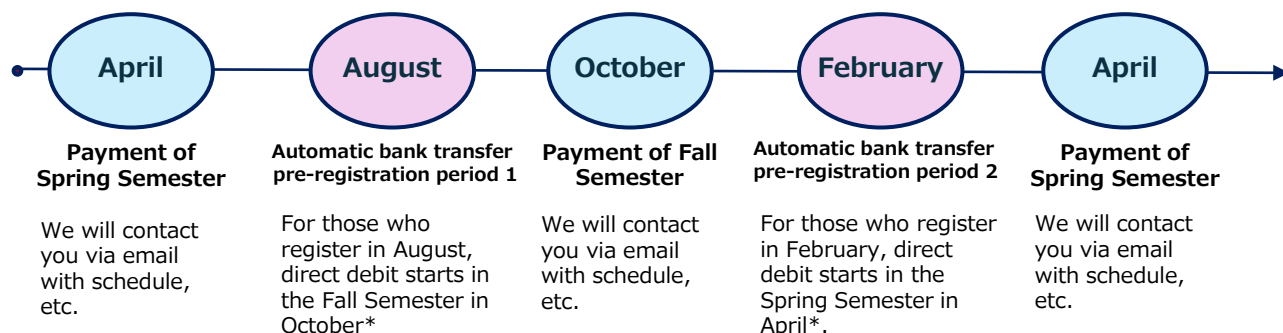 April
August
October
February
April
Payment of
Spring Semester
We will contact
you via email
with schedule,
etc.
Automatic bank transfer
pre-registration period 1
For those who
register in August,
direct debit starts in
the Fall Semester in
October*
Payment of Fall
Semester
We will contact
you via email
with schedule,
etc.
Automatic bank transfer
pre-registration period 2
For those who register
in February, direct
debit starts in the
Spring Semester in
April*.
Payment of
Spring Semester
We will contact
you via email
with schedule,
etc.